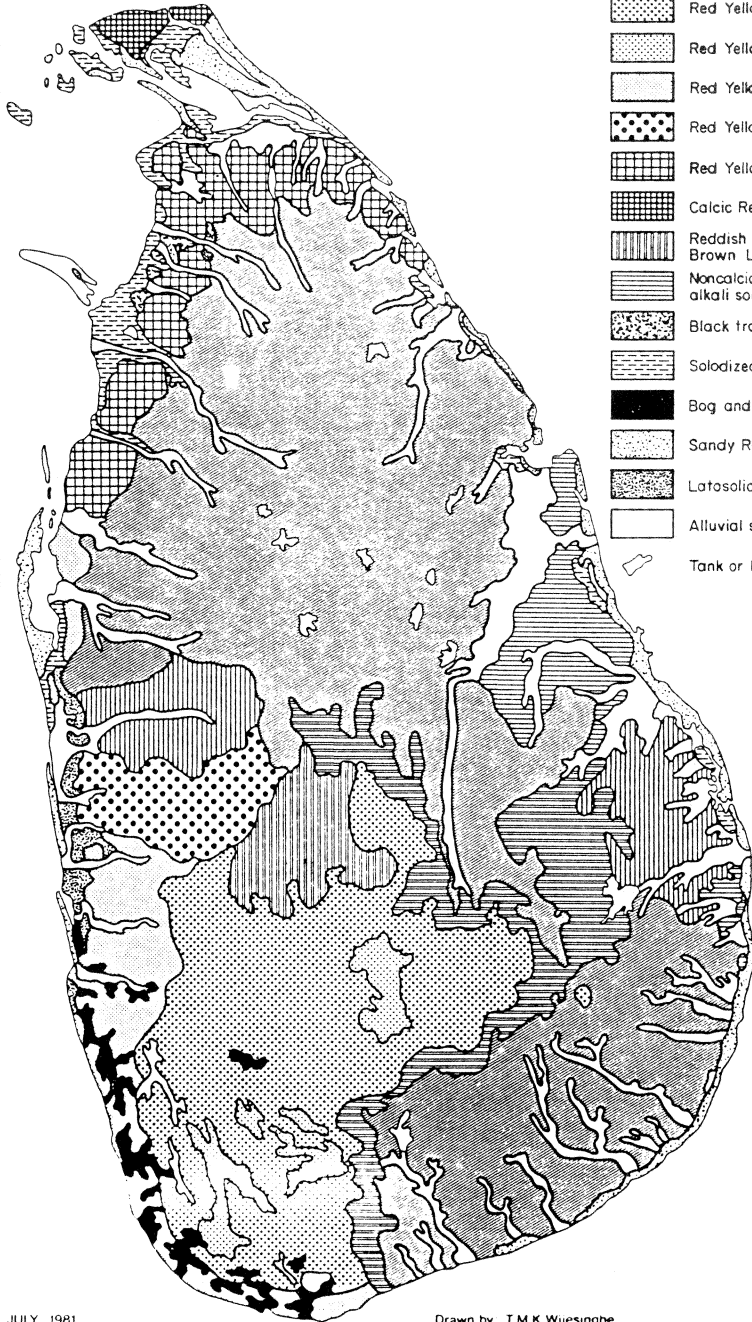 Red Yello
Red Yello
Red Yelk
Red Yello
Red Yello
Calcic Re
Reddish
Brown L
Noncalcic
alkali so
Black tro
Solodized
Bog and
Sandy R
Latosolic
Alluvial s
Tank or
JULY 1981
Drawn by T.M.K. Wijesinghe